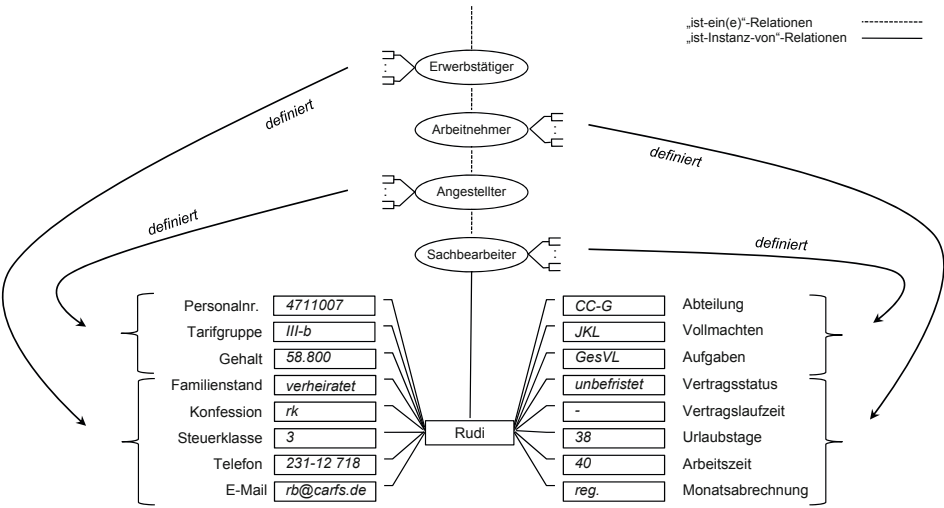 „ist-ein(e)“-Relationen
„ist-Instanz-von“-Relationen
Erwerbstätiger
definiert
Arbeitnehmer
definiert
Angestellter
definiert
Sachbearbeiter
definiert
Personalnr. 4711007 CC-G Abteilung
Tarifgruppe III-b JKL Vollmachten
Gehalt 58.800 GesVL Aufgaben
Familienstand verheiratet unbefristet Vertragsstatus
Konfession rk - Vertragslaufzeit
Rudi
Steuerklasse 3 38 Urlaubstage
Telefon 231-12 718 40 Arbeitszeit
E-Mail rb@carfs.de reg. Monatsabrechnung